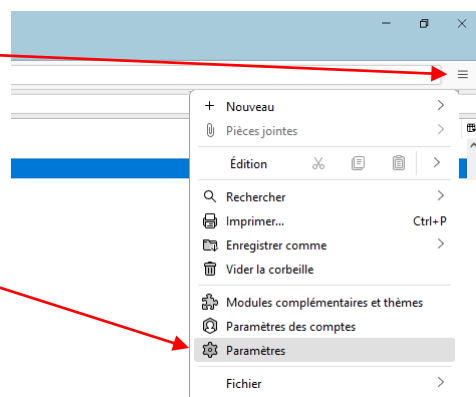 Nouveau
Pièces jointes
Édition
Rechercher
Imprimer... Ctrl+P
Enregistrer comme
Vider la corbeille
Modules complémentaires et thèmes
Paramètres des comptes
Paramètres
Fichier